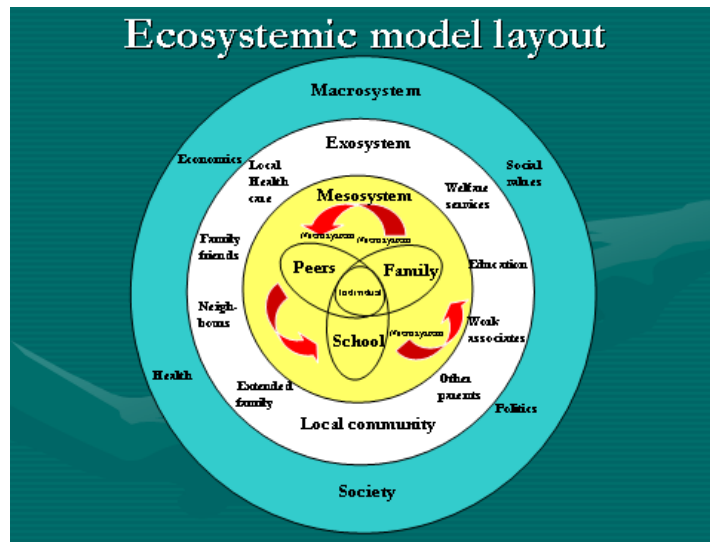 Ecosystemic model layout
Macrosystem
Exosystem
Economics
Local
Health
care
Social
values
Mesosystem
Welfare
services
Microsystem
Microsystem
Family
friends
Peers
Family
Education
Individual
Neigh-
bours
School
Microsystem
Work
associates
Health
Extended
family
Other
parents
Politics
Local community
Society